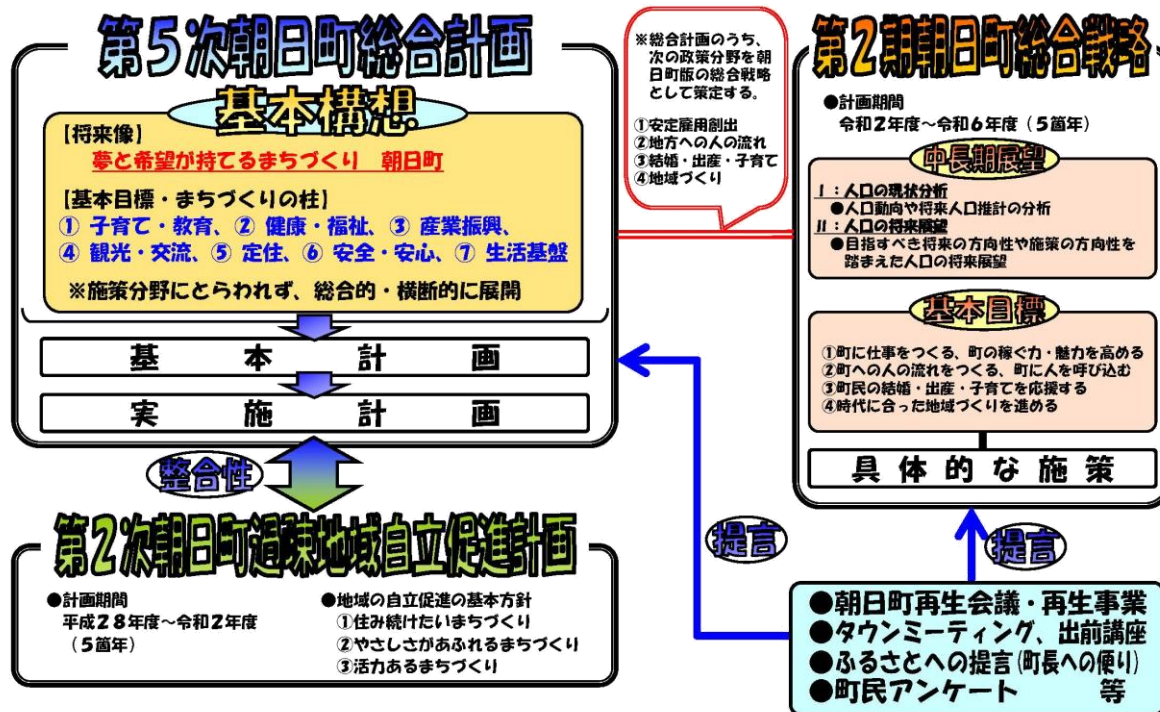 第5次朝日町総合計画
基本構想
【将来像】
夢と希望が持てるまちづくり 朝日町
【基本目標・まちづくりの柱】
① 子育て・教育、② 健康・福祉、③ 産業振興、
④ 観光・交流、⑤ 定住、⑥ 安全・安心、⑦ 生活基盤
※施策分野にとらわれず、総合的・横断的に展開
基本計画
実施計画
整合性
第2次朝日町過疎地域自立促進計画
●計画期間
平成28年度~令和2年度
(5箇年)
●地域の自立促進の基本方針
①住み続けたいまちづくり
②やさしさがあふれるまちづくり
③活力あるまちづくり
※総合計画のうち、
次の政策分野を朝
日町版の総合戦略
として策定する。
①安定雇用創出
②地方への人の流れ
③結婚・出産・子育て
④地域づくり
第2期朝日町総合戦略
●計画期間
令和2年度~令和6年度(5箇年)
中長期展望
Ⅰ:人口の現状分析
●人口動向や将来人口推計の分析
Ⅱ:人口の将来展望
●目指すべき将来の方向性や施策の方向性を
踏まえた人口の将来展望
基本目標
①町に仕事をつくる、町の稼ぐ力・魅力を高める
②町への人の流れをつくる、町に人を呼び込む
③町民の結婚・出産・子育てを応援する
④時代に合った地域づくりを進める
具体的な施策
提言
提言
●朝日町再生会議・再生事業
●タウンミーティング、出前講座
●ふるさとへの提言(町長への便り)
●町民アンケート 等